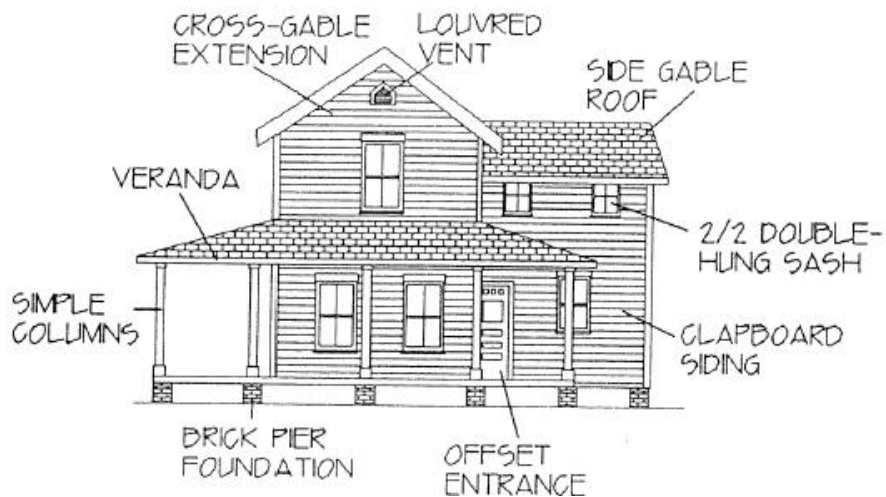 CROSS-GABLE
EXTENSION
LOUVRED
VENT
SIDE GABLE
ROOF
VERANDA
2/2 DOUBLE-
HUNG SASH
SIMPLE
COLUMNS
CLAPBOARD
SIDING
BRICK PIER
FOUNDATION
OFFSET
ENTRANCE